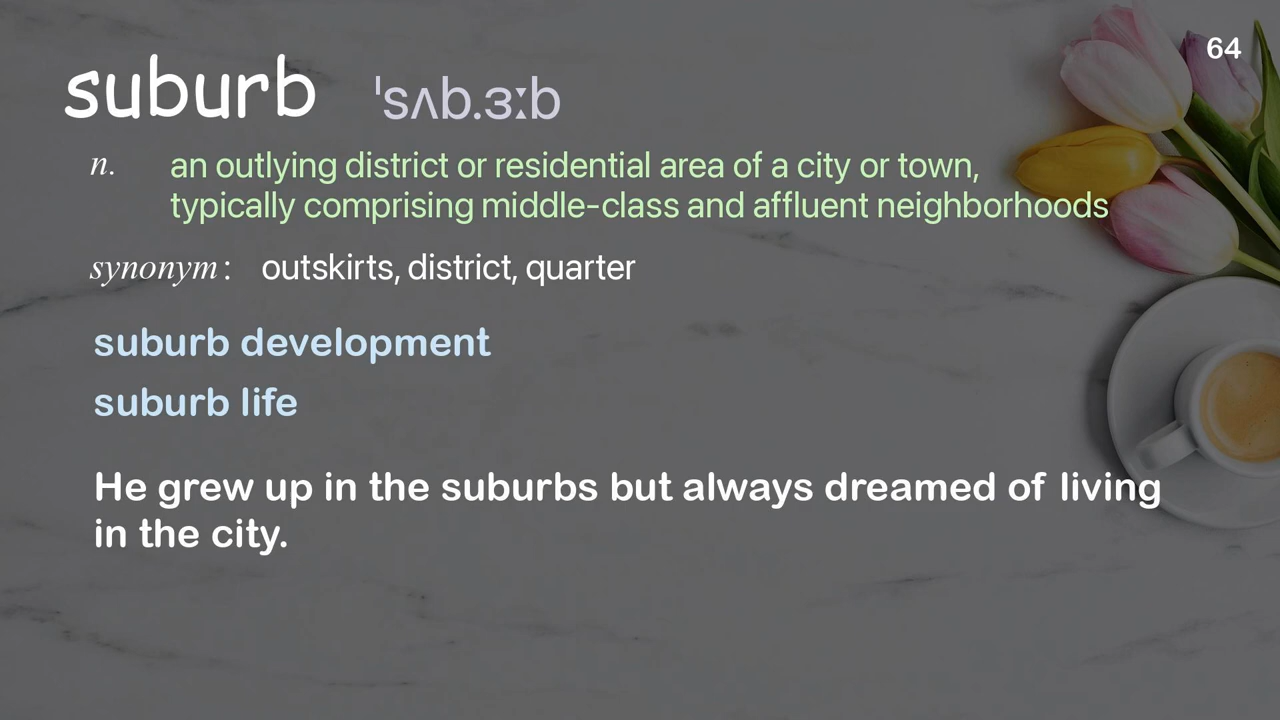 64
suburb ˈsʌb.ɜːb
n. an outlying district or residential area of a city or town,
typically comprising middle-class and affluent neighborhoods
synonym: outskirts, district, quarter
suburb development
suburb life
He grew up in the suburbs but always dreamed of living
in the city.